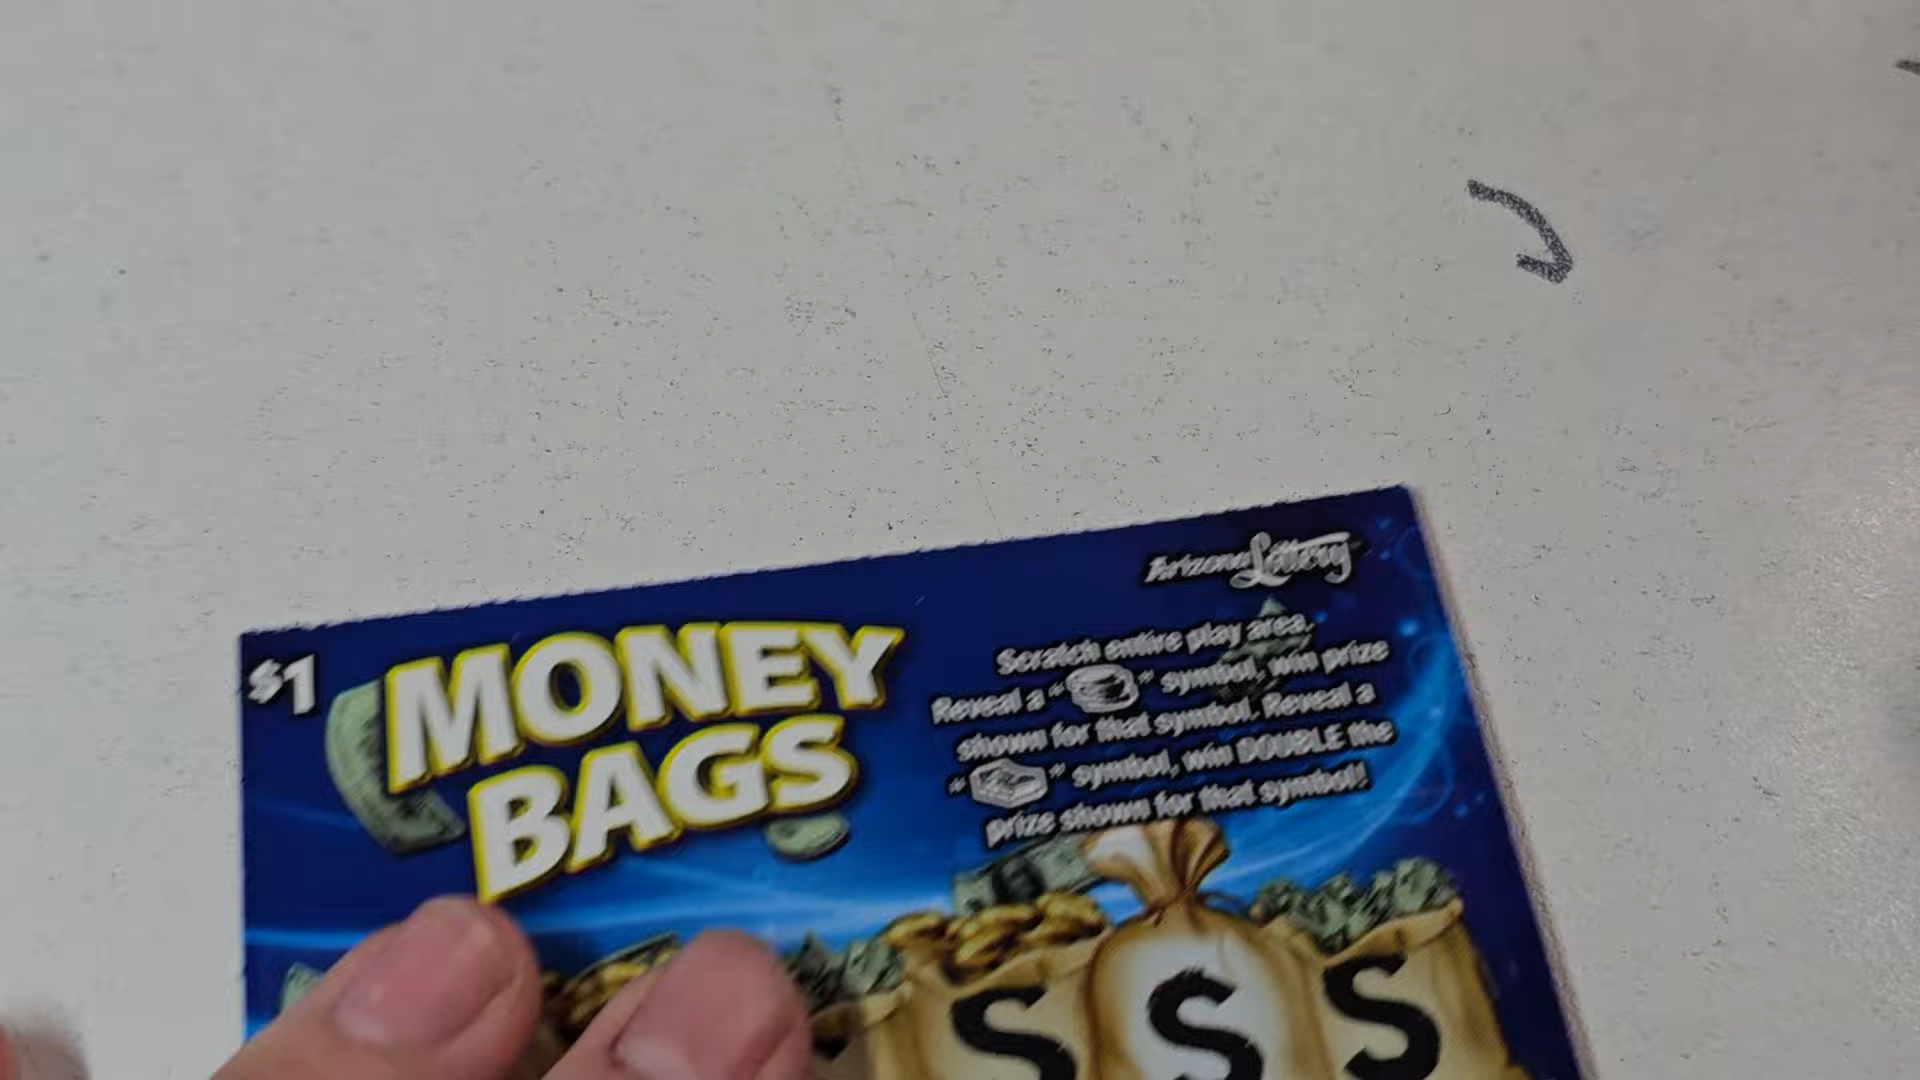 Arizona Lottery
$1
MONEY
BAGS
Scratch entire play area.
Reveal a " " symbol, win prize
shown for that symbol. Reveal a
" " symbol, win DOUBLE the
prize shown for that symbol!
$ $ $